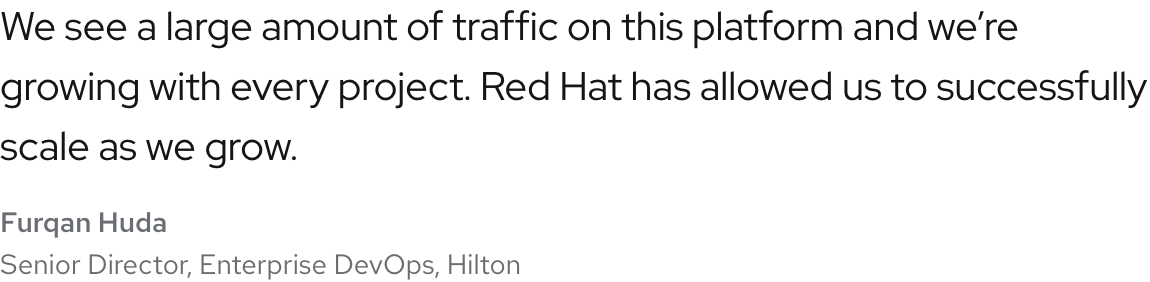 We see a large amount of traffic on this platform and we’re
growing with every project. Red Hat has allowed us to successfully
scale as we grow.
Furqan Huda
Senior Director, Enterprise DevOps, Hilton